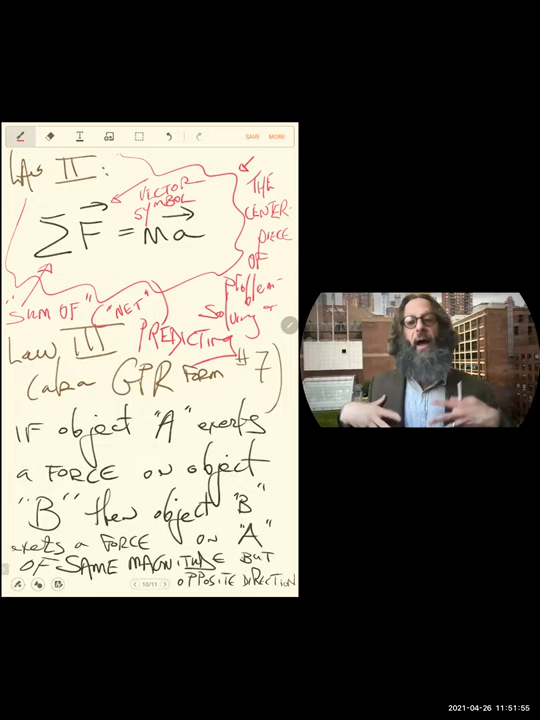 SAVE MORE
LAW II:
VECTOR
SYMBOL
ΣF = ma
THE
CENTER-
PIECE
OF
problem-
solving or
PREDICTING
"SUM OF" ("NET")
Law III
(aka GPR FORM #7)
IF object "A" exerts
a FORCE ON object
"B" then object "B"
exerts a FORCE ON "A"
OF SAME MAGNITUDE BUT
OPPOSITE DIRECTION
10/11
2021-04-26 11:51:55